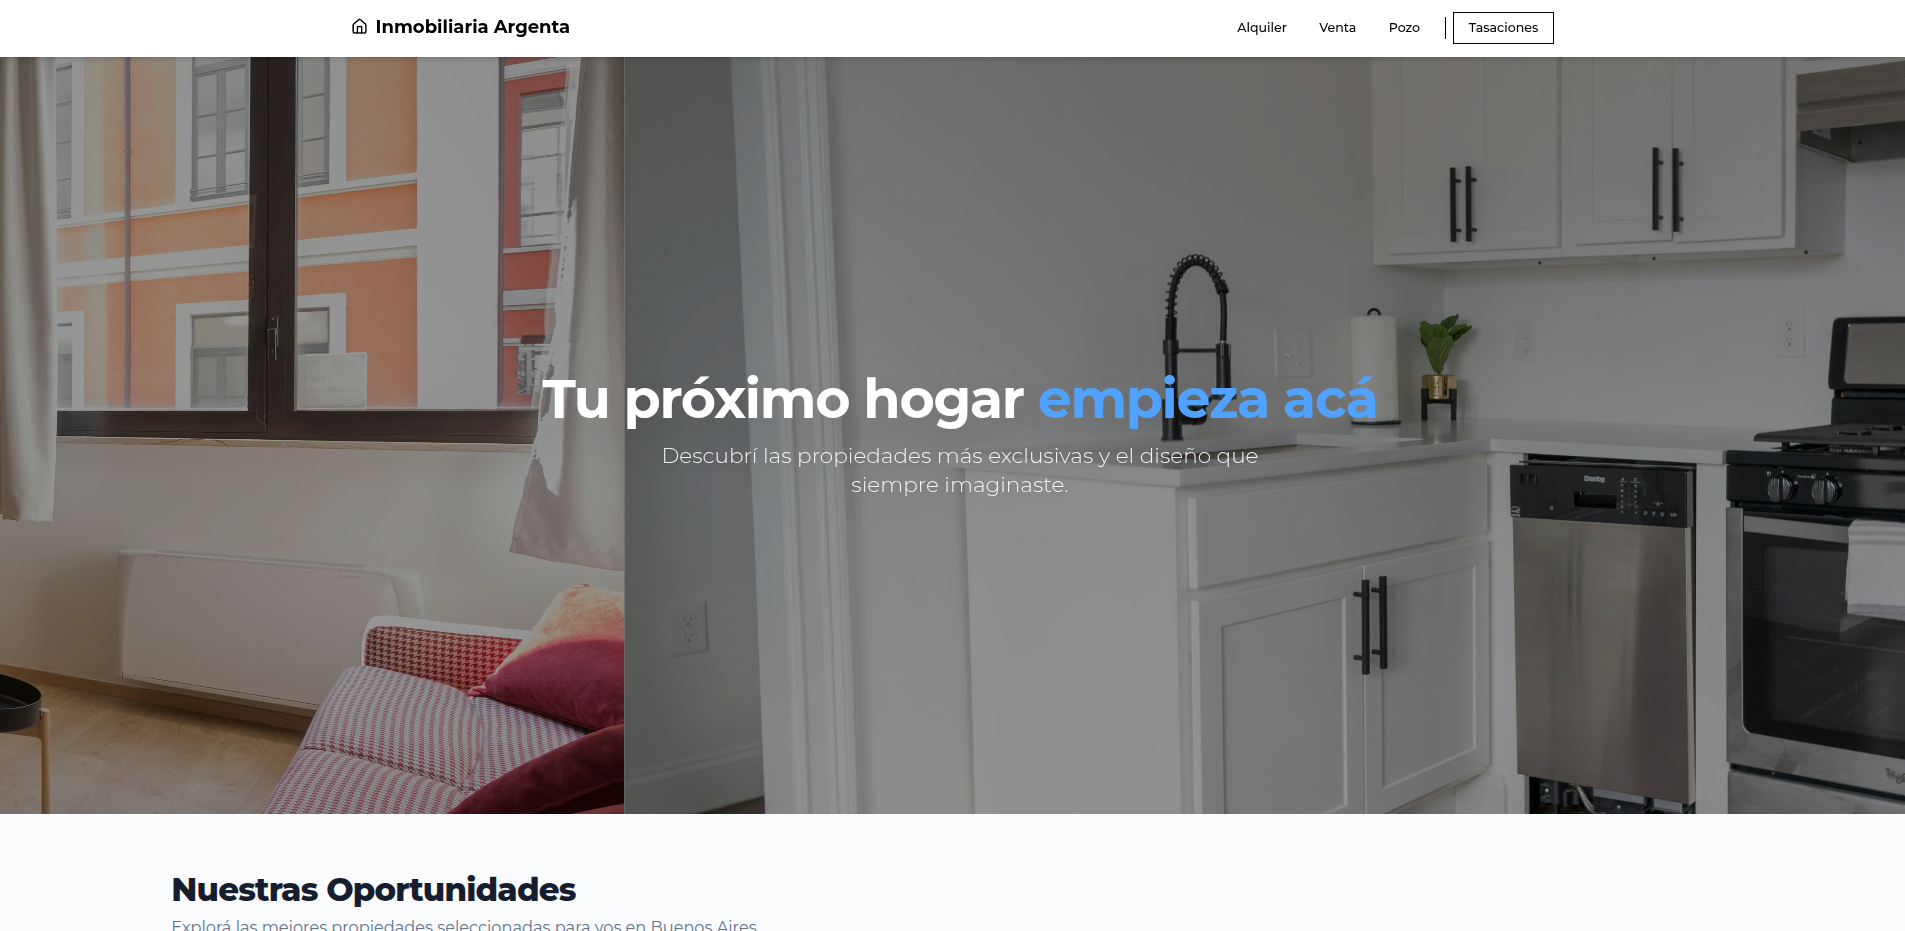 Inmobiliaria Argenta
Alquiler
Venta
Pozo
Tasaciones
Tu próximo hogar empieza acá
Descubrí las propiedades más exclusivas y el diseño que
siempre imaginaste.
Danby
Nuestras Oportunidades
Explorá las mejores propiedades seleccionadas para vos en Buenos Aires